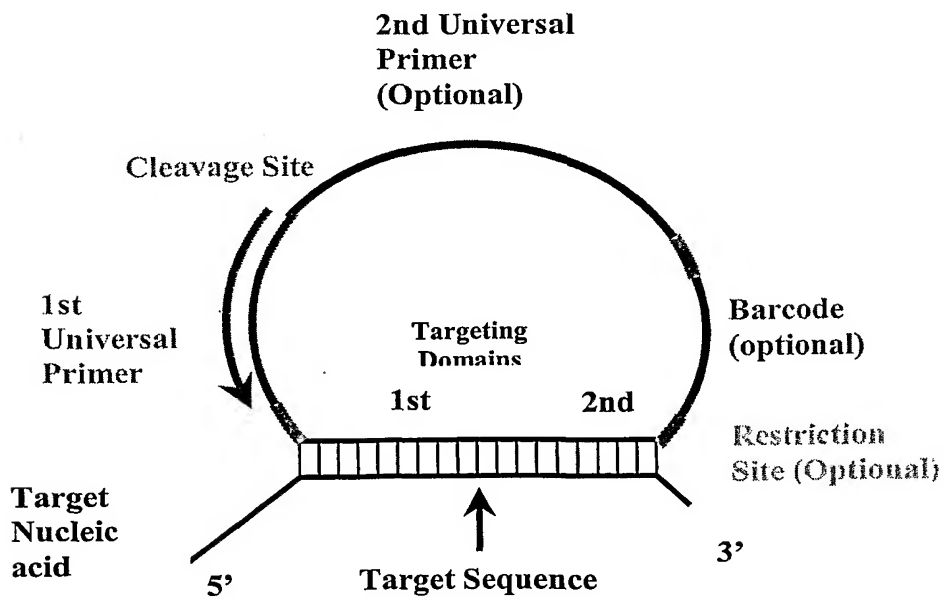 2nd Universal
Primer
(Optional)
Cleavage Site
1st
Universal
Primer
Targeting
Domains
1st
2nd
Barcode
(optional)
Restriction
Site (Optional)
Target
Nucleic
acid
5’
Target Sequence
3’